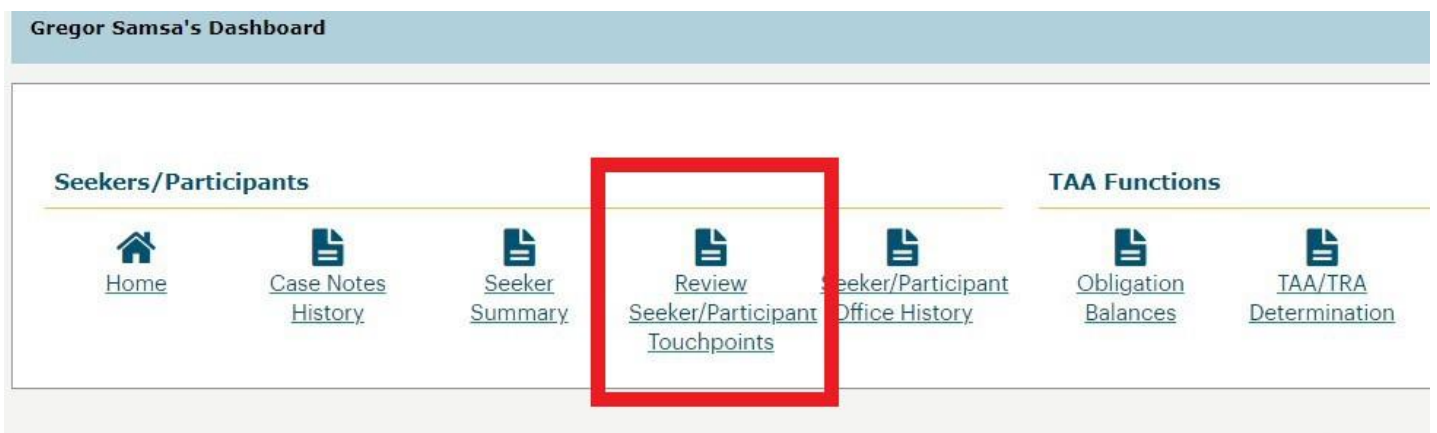 Gregor Samsa's Dashboard
Seekers/Participants
TAA Functions
Home
Case Notes
History
Seeker
Summary
Review
Seeker/Participant
Touchpoints
Seeker/Participant
Office History
Obligation
Balances
TAA/TRA
Determination